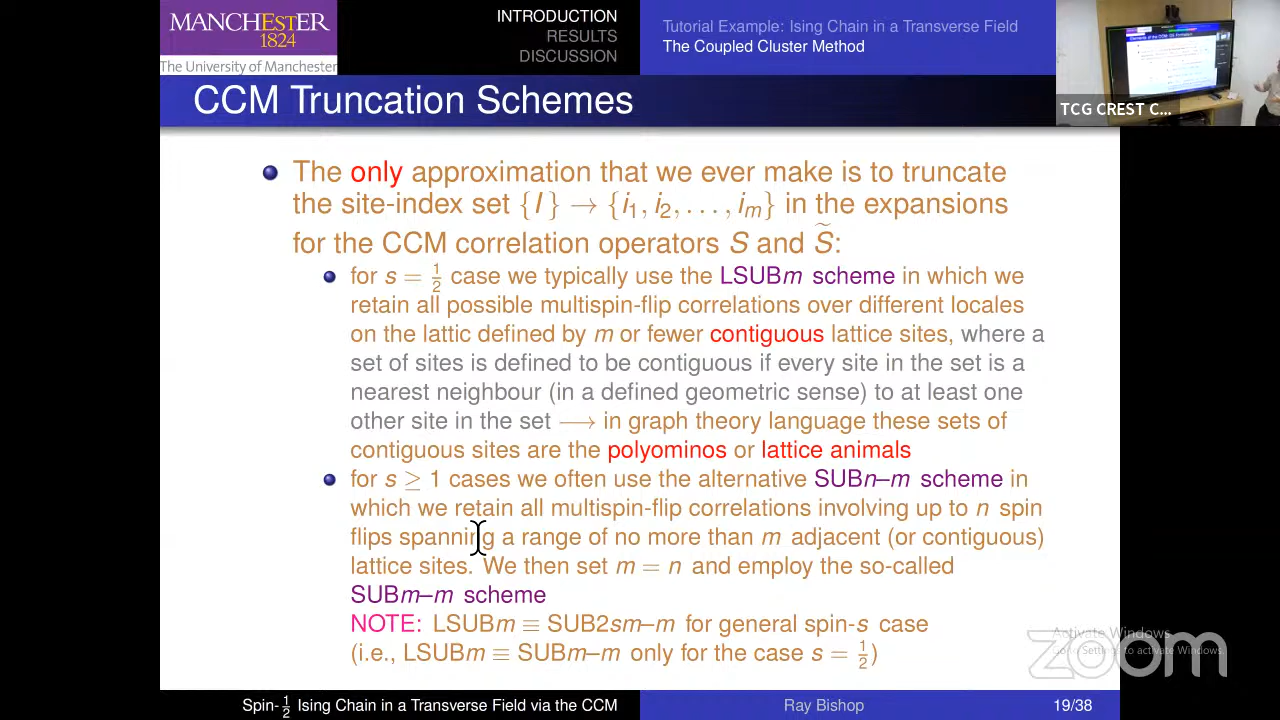 MANCHESTER
1824
The University of Manchester
INTRODUCTION
RESULTS
DISCUSSION
Tutorial Example: Ising Chain in a Transverse Field
The Coupled Cluster Method
TCG CREST C...
CCM Truncation Schemes
The only approximation that we ever make is to truncate
the site-index set {I} → {i₁, i₂, . . . , iₘ} in the expansions
for the CCM correlation operators S and S̃:
for s = ½ case we typically use the LSUBm scheme in which we
retain all possible multispin-flip correlations over different locales
on the lattic defined by m or fewer contiguous lattice sites, where a
set of sites is defined to be contiguous if every site in the set is a
nearest neighbour (in a defined geometric sense) to at least one
other site in the set ⟶ in graph theory language these sets of
contiguous sites are the polyominos or lattice animals
for s ≥ 1 cases we often use the alternative SUBn–m scheme in
which we retain all multispin-flip correlations involving up to n spin
flips spanning a range of no more than m adjacent (or contiguous)
lattice sites. We then set m = n and employ the so-called
SUBm–m scheme
NOTE: LSUBm ≡ SUB2sm–m for general spin-s case
(i.e., LSUBm ≡ SUBm–m only for the case s = ½)
Activate Windows
Go to Settings to activate Windows.
zoom
Spin-½ Ising Chain in a Transverse Field via the CCM
Ray Bishop
19/38